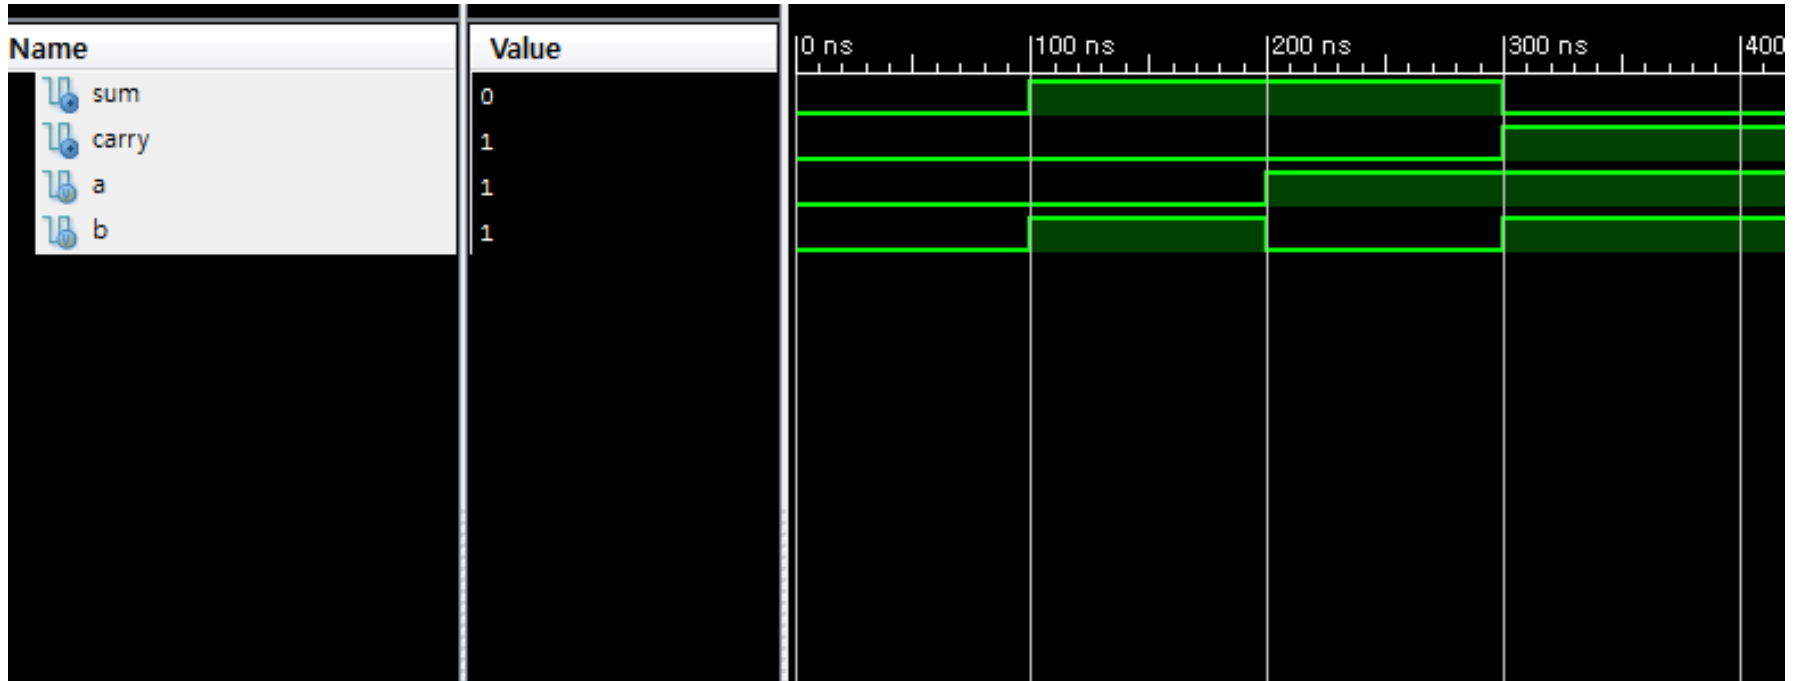 Name Value 0 ns 100 ns 200 ns 300 ns 400
sum 0
carry 1
a 1
b 1